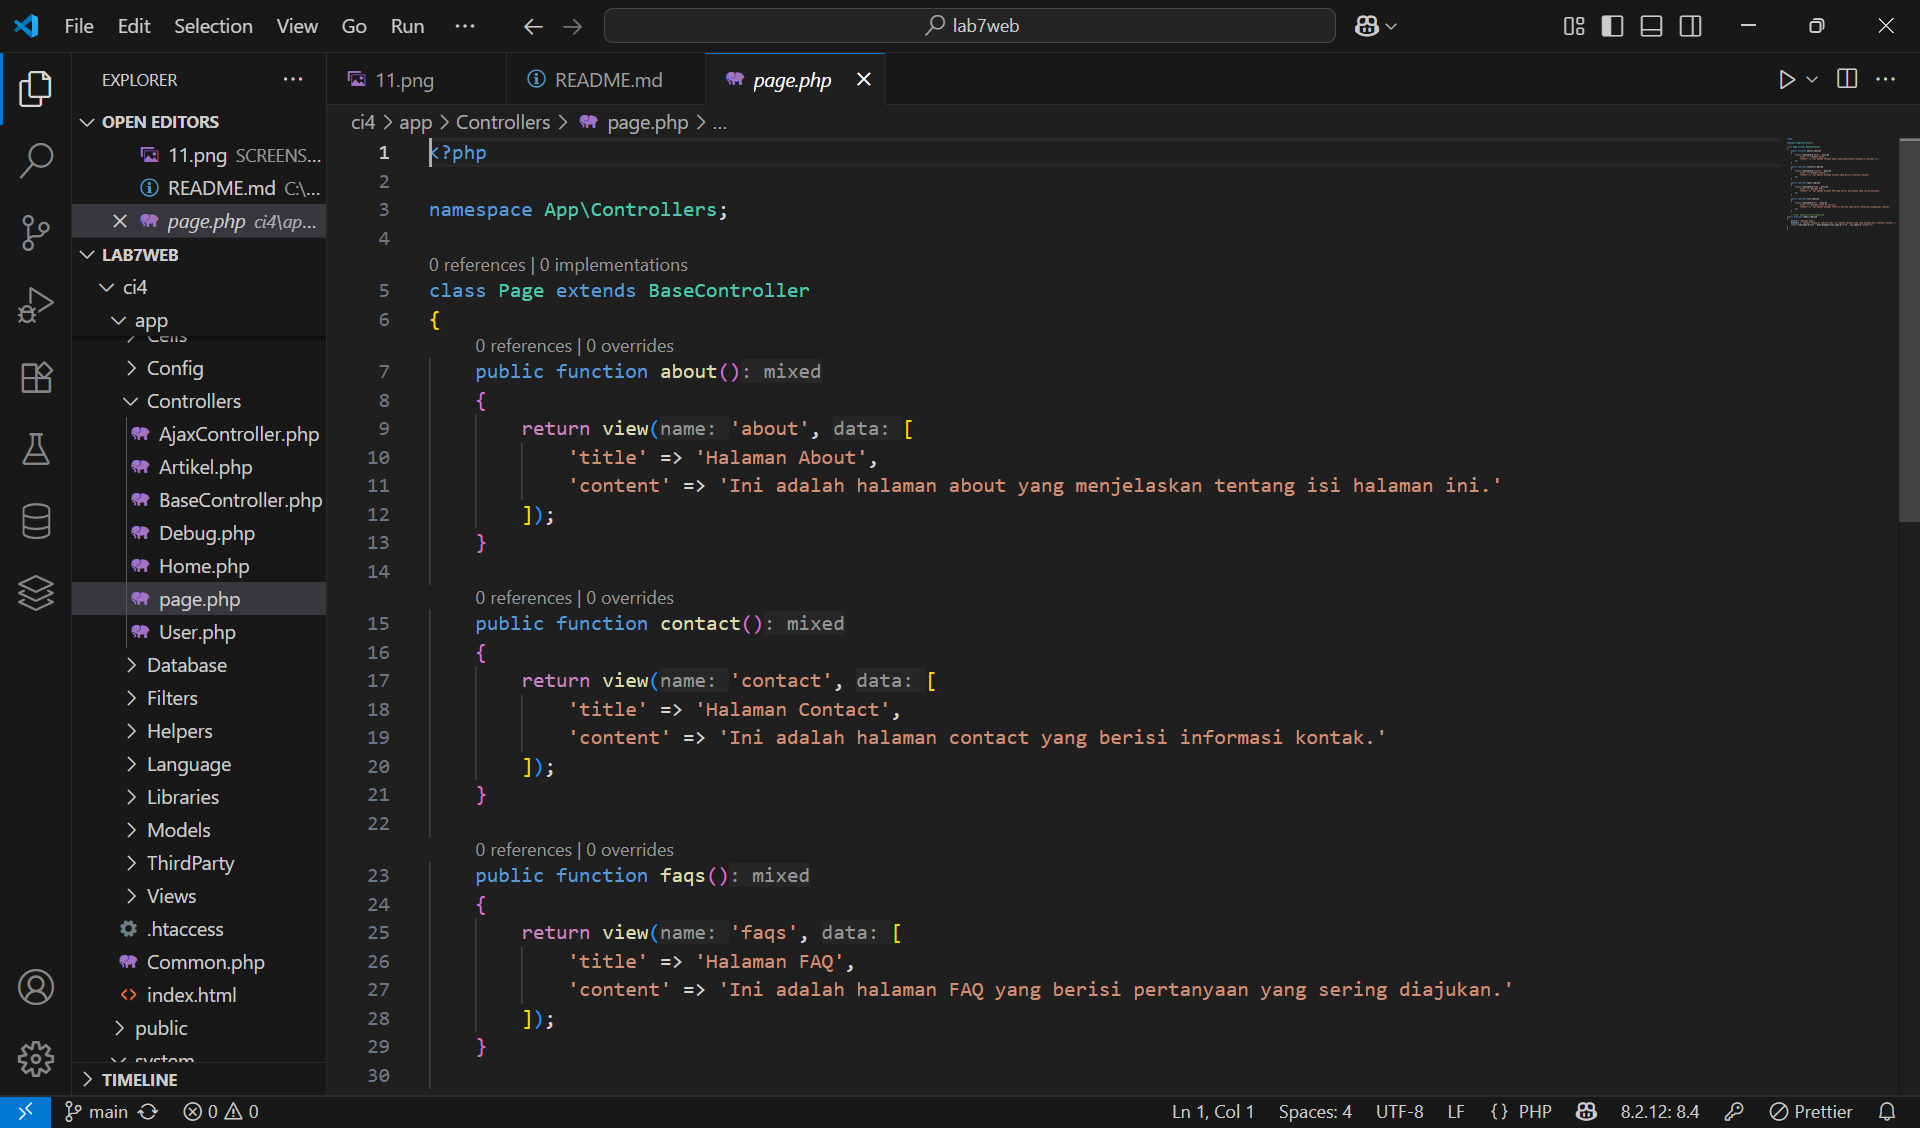 File Edit Selection View Go Run
lab7web
EXPLORER
OPEN EDITORS
11.png SCREENS...
README.md C:\...
page.php ci4\ap...
LAB7WEB
ci4
app
Cells
Config
Controllers
AjaxController.php
Artikel.php
BaseController.php
Debug.php
Home.php
page.php
User.php
Database
Filters
Helpers
Language
Libraries
Models
ThirdParty
Views
.htaccess
Common.php
index.html
public
system
TIMELINE
11.png README.md page.php
ci4 > app > Controllers > page.php > ...
1 <?php
2
3 namespace App\Controllers;
4
0 references | 0 implementations
5 class Page extends BaseController
6 {
0 references | 0 overrides
7 public function about(): mixed
8 {
9 return view(name: 'about', data: [
10 'title' => 'Halaman About',
11 'content' => 'Ini adalah halaman about yang menjelaskan tentang isi halaman ini.'
12 ]);
13 }
14
0 references | 0 overrides
15 public function contact(): mixed
16 {
17 return view(name: 'contact', data: [
18 'title' => 'Halaman Contact',
19 'content' => 'Ini adalah halaman contact yang berisi informasi kontak.'
20 ]);
21 }
22
0 references | 0 overrides
23 public function faqs(): mixed
24 {
25 return view(name: 'faqs', data: [
26 'title' => 'Halaman FAQ',
27 'content' => 'Ini adalah halaman FAQ yang berisi pertanyaan yang sering diajukan.'
28 ]);
29 }
30
main 0 0 Ln 1, Col 1 Spaces: 4 UTF-8 LF {} PHP 8.2.12: 8.4 Prettier